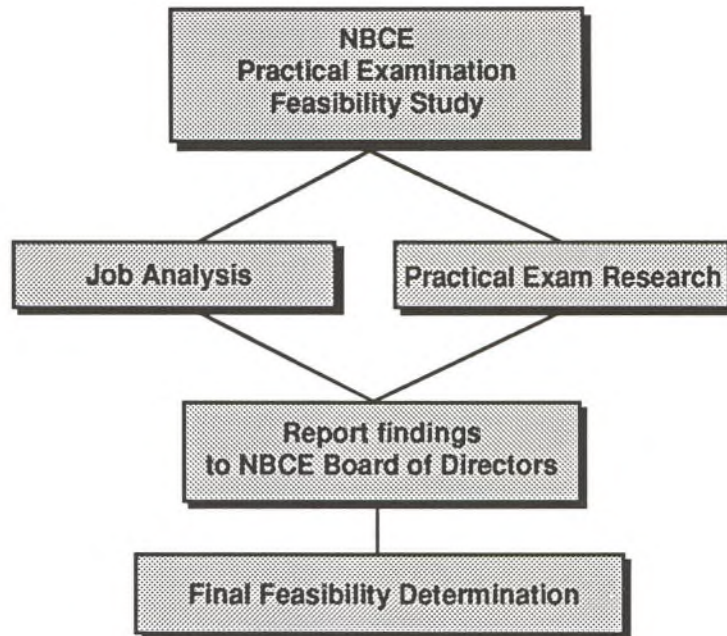 NBCE
Practical Examination
Feasibility Study
Job Analysis
Practical Exam Research
Report findings
to NBCE Board of Directors
Final Feasibility Determination